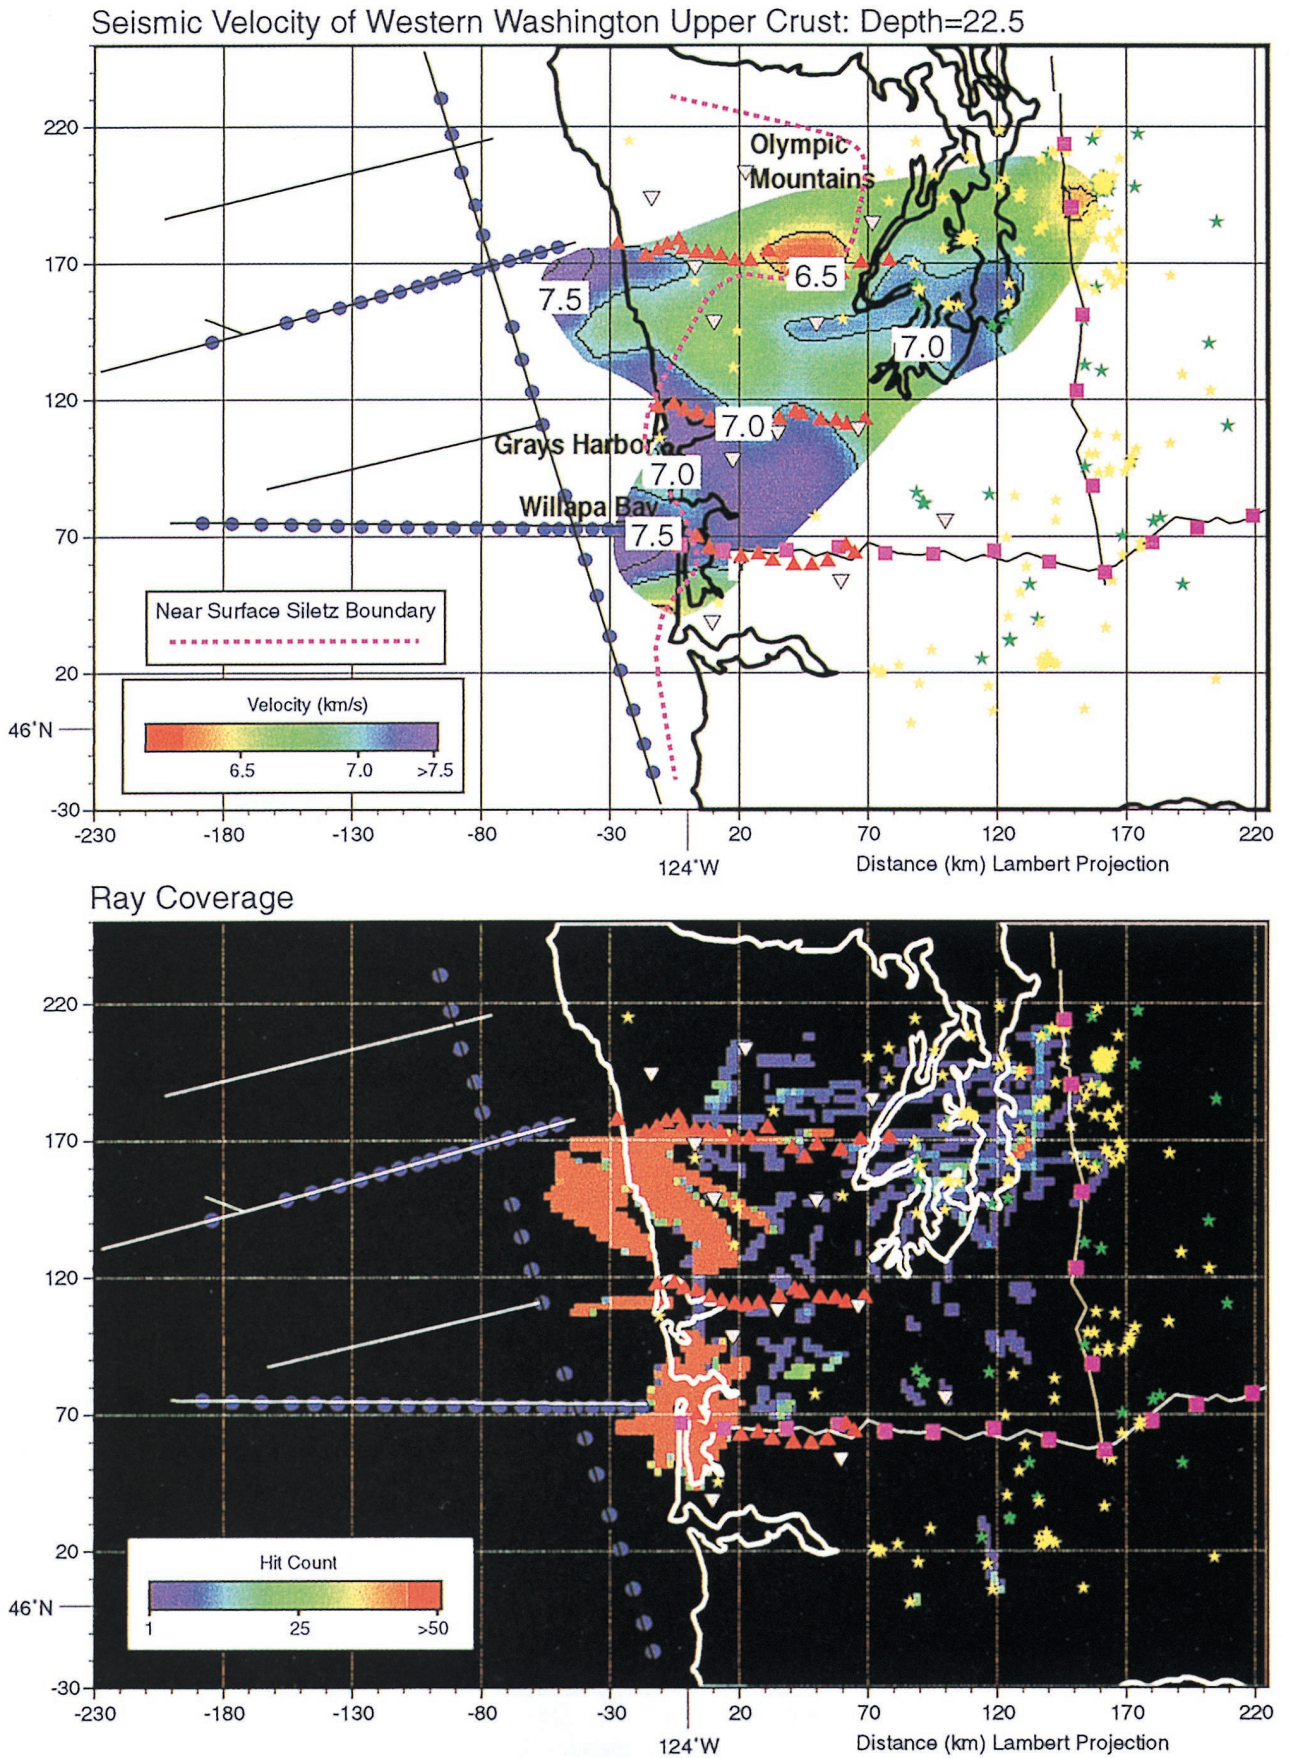 Seismic Velocity of Western Washington Upper Crust: Depth=22.5
220
170
120
70
20
46°N
-30
Olympic
Mountains
6.5
7.5
7.0
7.0
Grays Harbor
7.0
Willapa Bay
7.5
Near Surface Siletz Boundary
Velocity (km/s)
6.5 7.0 >7.5
-230 -180 -130 -80 -30 20 70 120 170 220
124°W
Distance (km) Lambert Projection
Ray Coverage
220
170
120
70
20
46°N
-30
Hit Count
1 25 >50
-230 -180 -130 -80 -30 20 70 120 170 220
124°W
Distance (km) Lambert Projection